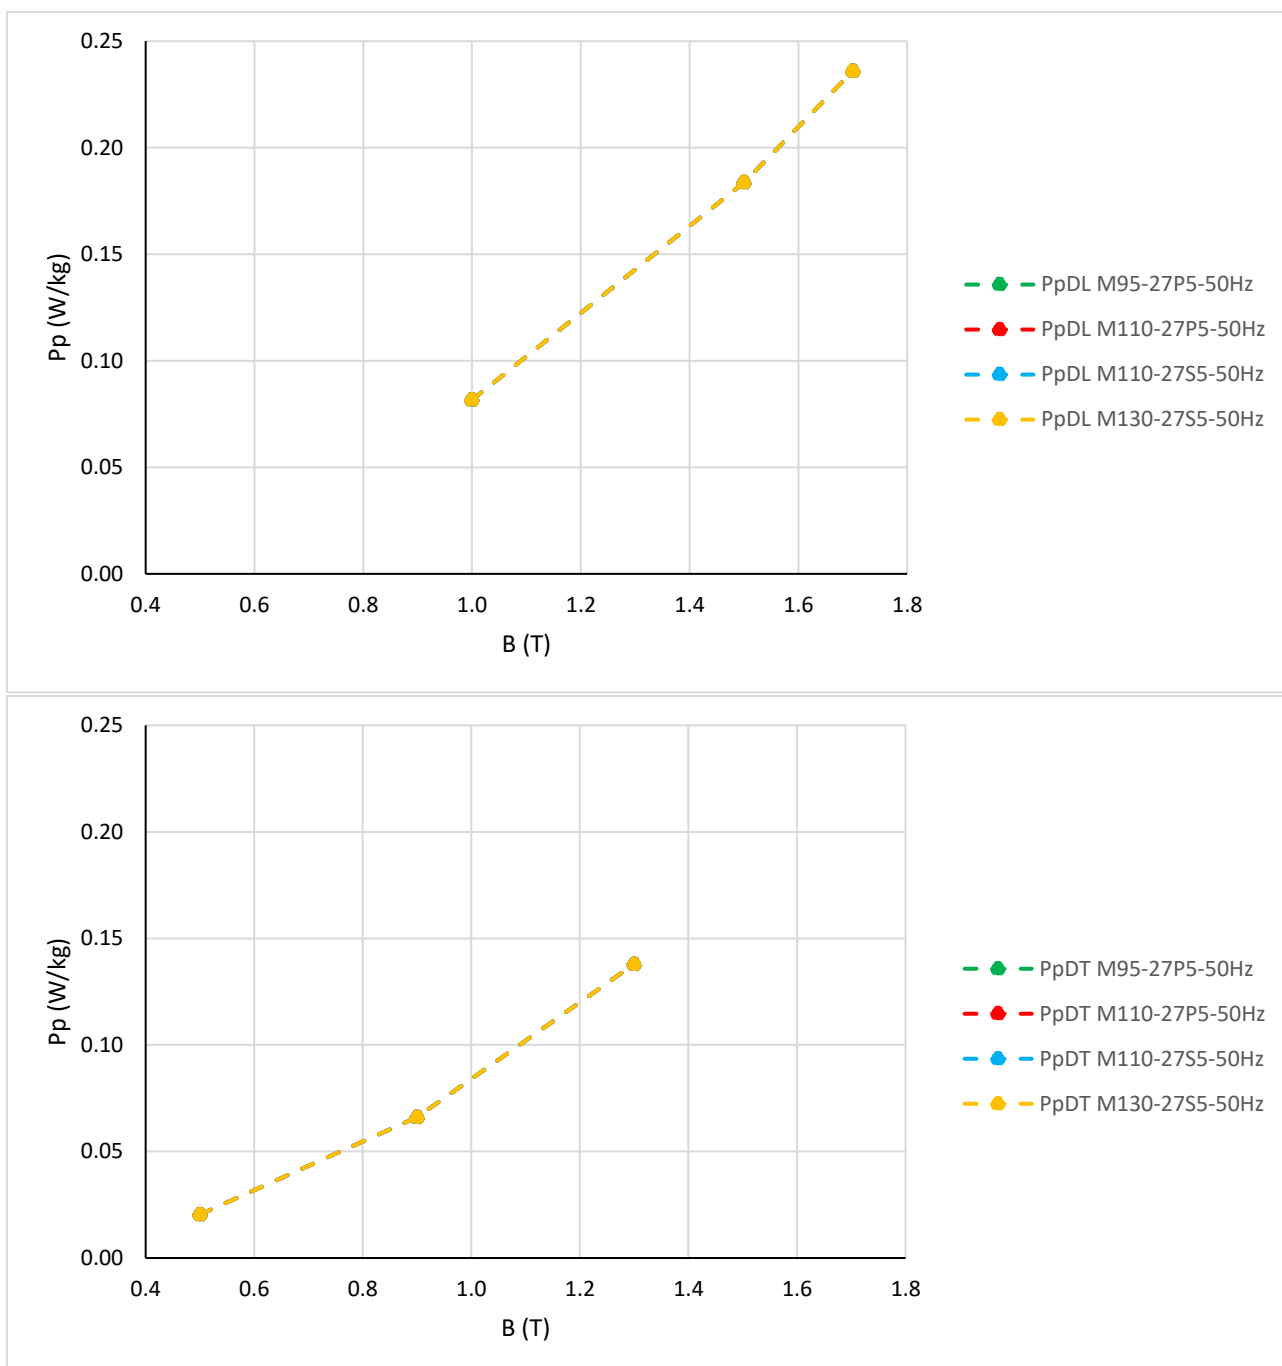 0.25
0.20
0.15
0.10
0.05
0.00
Pp (W/kg)
0.4 0.6 0.8 1.0 1.2 1.4 1.6 1.8
B (T)
PpDL M95-27P5-50Hz
PpDL M110-27P5-50Hz
PpDL M110-27S5-50Hz
PpDL M130-27S5-50Hz
0.25
0.20
0.15
0.10
0.05
0.00
Pp (W/kg)
0.4 0.6 0.8 1.0 1.2 1.4 1.6 1.8
B (T)
PpDT M95-27P5-50Hz
PpDT M110-27P5-50Hz
PpDT M110-27S5-50Hz
PpDT M130-27S5-50Hz